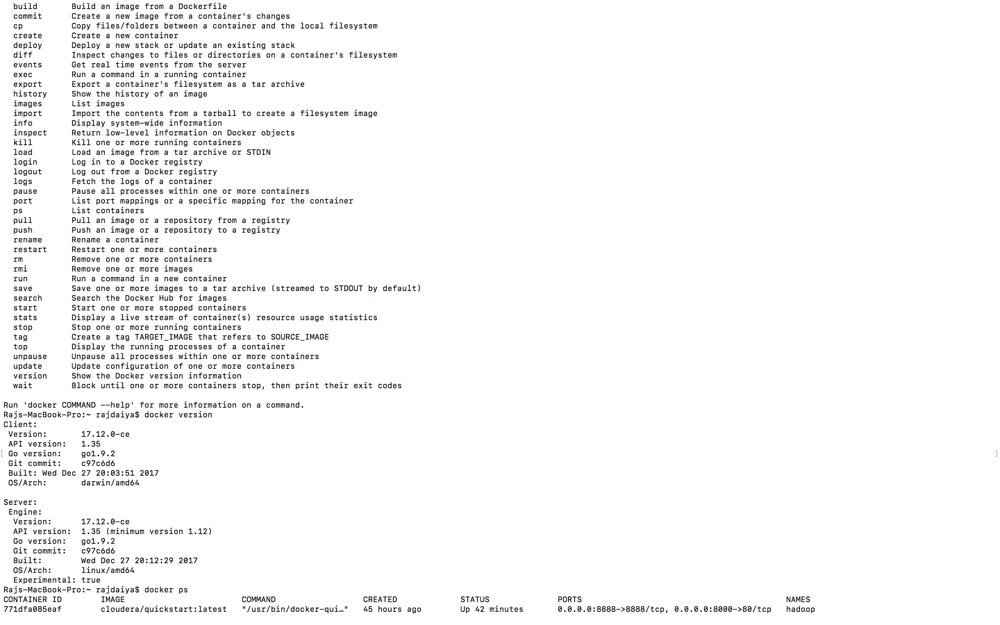 build       Build an image from a Dockerfile
commit      Create a new image from a container's changes
cp          Copy files/folders between a container and the local filesystem
create      Create a new container
deploy      Deploy a new stack or update an existing stack
diff        Inspect changes to files or directories on a container's filesystem
events      Get real time events from the server
exec        Run a command in a running container
export      Export a container's filesystem as a tar archive
history     Show the history of an image
images      List images
import      Import the contents from a tarball to create a filesystem image
info        Display system-wide information
inspect     Return low-level information on Docker objects
kill        Kill one or more running containers
load        Load an image from a tar archive or STDIN
login       Log in to a Docker registry
logout      Log out from a Docker registry
logs        Fetch the logs of a container
pause       Pause all processes within one or more containers
port        List port mappings or a specific mapping for the container
ps          List containers
pull        Pull an image or a repository from a registry
push        Push an image or a repository to a registry
rename      Rename a container
restart     Restart one or more containers
rm          Remove one or more containers
rmi         Remove one or more images
run         Run a command in a new container
save        Save one or more images to a tar archive (streamed to STDOUT by default)
search      Search the Docker Hub for images
start       Start one or more stopped containers
stats       Display a live stream of container(s) resource usage statistics
stop        Stop one or more running containers
tag         Create a tag TARGET_IMAGE that refers to SOURCE_IMAGE
top         Display the running processes of a container
unpause     Unpause all processes within one or more containers
update      Update configuration of one or more containers
version     Show the Docker version information
wait        Block until one or more containers stop, then print their exit codes

Run 'docker COMMAND --help' for more information on a command.
Rajs-MacBook-Pro:~ rajdaiya$ docker version
Client:
 Version:       17.12.0-ce
 API version:   1.35
[ Go version:    go1.9.2 ]
 Git commit:    c97c6d6
 Built: Wed Dec 27 20:03:51 2017
 OS/Arch:       darwin/amd64

Server:
 Engine:
  Version:      17.12.0-ce
  API version:  1.35 (minimum version 1.12)
  Go version:   go1.9.2
  Git commit:   c97c6d6
  Built:        Wed Dec 27 20:12:29 2017
  OS/Arch:      linux/amd64
  Experimental: true
Rajs-MacBook-Pro:~ rajdaiya$ docker ps
CONTAINER ID        IMAGE                        COMMAND                  CREATED             STATUS              PORTS                                          NAMES
771dfa085eaf        cloudera/quickstart:latest   "/usr/bin/docker-qui…"   45 hours ago        Up 42 minutes       0.0.0.0:8888->8888/tcp, 0.0.0.0:8000->80/tcp   hadoop